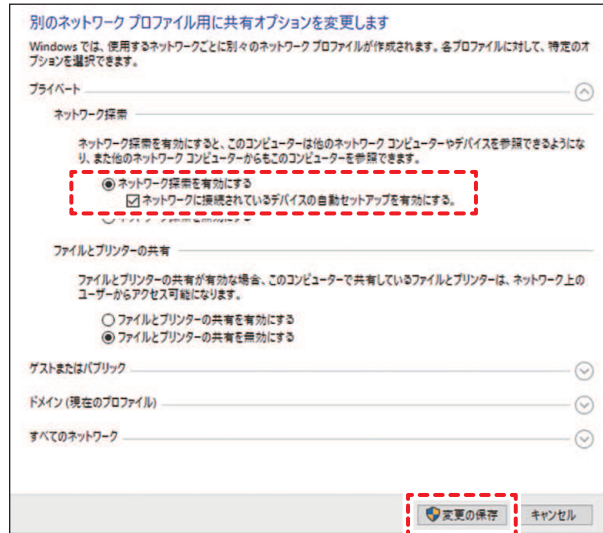 別のネットワーク プロファイル用に共有オプションを変更します
Windows では、使用するネットワークごとに別々のネットワーク プロファイルが作成されます。各プロファイルに対して、特定のオ
プションを選択できます。
プライベート
ネットワーク探索
ネットワーク探索を有効にすると、このコンピューターは他のネットワーク コンピューターやデバイスを参照できるようにな
り、また他のネットワーク コンピューターからもこのコンピューターを参照できます。
ネットワーク探索を有効にする
ネットワークに接続されているデバイスの自動セットアップを有効にする。
ファイルとプリンターの共有
ファイルとプリンターの共有が有効な場合、このコンピューターで共有しているファイルとプリンターは、ネットワーク上の
ユーザーからアクセス可能になります。
ファイルとプリンターの共有を有効にする
ファイルとプリンターの共有を無効にする
ゲストまたはパブリック
ドメイン (現在のプロファイル)
すべてのネットワーク
変更の保存 キャンセル